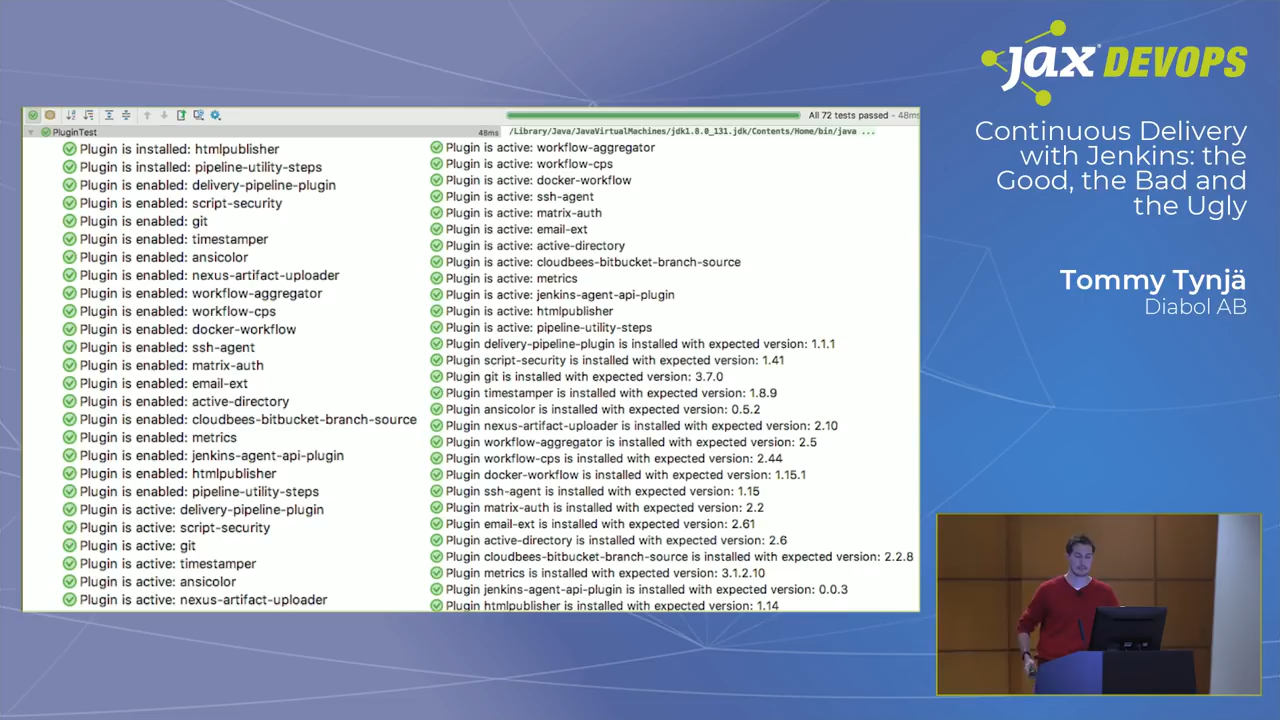 All 72 tests passed - 48ms
PluginTest
48ms
/Library/Java/JavaVirtualMachines/jdk1.8.0_131.jdk/Contents/Home/bin/java ...
Plugin is installed: htmlpublisher
Plugin is installed: pipeline-utility-steps
Plugin is enabled: delivery-pipeline-plugin
Plugin is enabled: script-security
Plugin is enabled: git
Plugin is enabled: timestamper
Plugin is enabled: ansicolor
Plugin is enabled: nexus-artifact-uploader
Plugin is enabled: workflow-aggregator
Plugin is enabled: workflow-cps
Plugin is enabled: docker-workflow
Plugin is enabled: ssh-agent
Plugin is enabled: matrix-auth
Plugin is enabled: email-ext
Plugin is enabled: active-directory
Plugin is enabled: cloudbees-bitbucket-branch-source
Plugin is enabled: metrics
Plugin is enabled: jenkins-agent-api-plugin
Plugin is enabled: htmlpublisher
Plugin is enabled: pipeline-utility-steps
Plugin is active: delivery-pipeline-plugin
Plugin is active: script-security
Plugin is active: git
Plugin is active: timestamper
Plugin is active: ansicolor
Plugin is active: nexus-artifact-uploader
Plugin is active: workflow-aggregator
Plugin is active: workflow-cps
Plugin is active: docker-workflow
Plugin is active: ssh-agent
Plugin is active: matrix-auth
Plugin is active: email-ext
Plugin is active: active-directory
Plugin is active: cloudbees-bitbucket-branch-source
Plugin is active: metrics
Plugin is active: jenkins-agent-api-plugin
Plugin is active: htmlpublisher
Plugin is active: pipeline-utility-steps
Plugin delivery-pipeline-plugin is installed with expected version: 1.1.1
Plugin script-security is installed with expected version: 1.41
Plugin git is installed with expected version: 3.7.0
Plugin timestamper is installed with expected version: 1.8.9
Plugin ansicolor is installed with expected version: 0.5.2
Plugin nexus-artifact-uploader is installed with expected version: 2.10
Plugin workflow-aggregator is installed with expected version: 2.5
Plugin workflow-cps is installed with expected version: 2.44
Plugin docker-workflow is installed with expected version: 1.15.1
Plugin ssh-agent is installed with expected version: 1.15
Plugin matrix-auth is installed with expected version: 2.2
Plugin email-ext is installed with expected version: 2.61
Plugin active-directory is installed with expected version: 2.6
Plugin cloudbees-bitbucket-branch-source is installed with expected version: 2.2.8
Plugin metrics is installed with expected version: 3.1.2.10
Plugin jenkins-agent-api-plugin is installed with expected version: 0.0.3
Plugin htmlpublisher is installed with expected version: 1.14
jax® DEVOPS
Continuous Delivery
with Jenkins: the
Good, the Bad and
the Ugly
Tommy Tynjä
Diabol AB